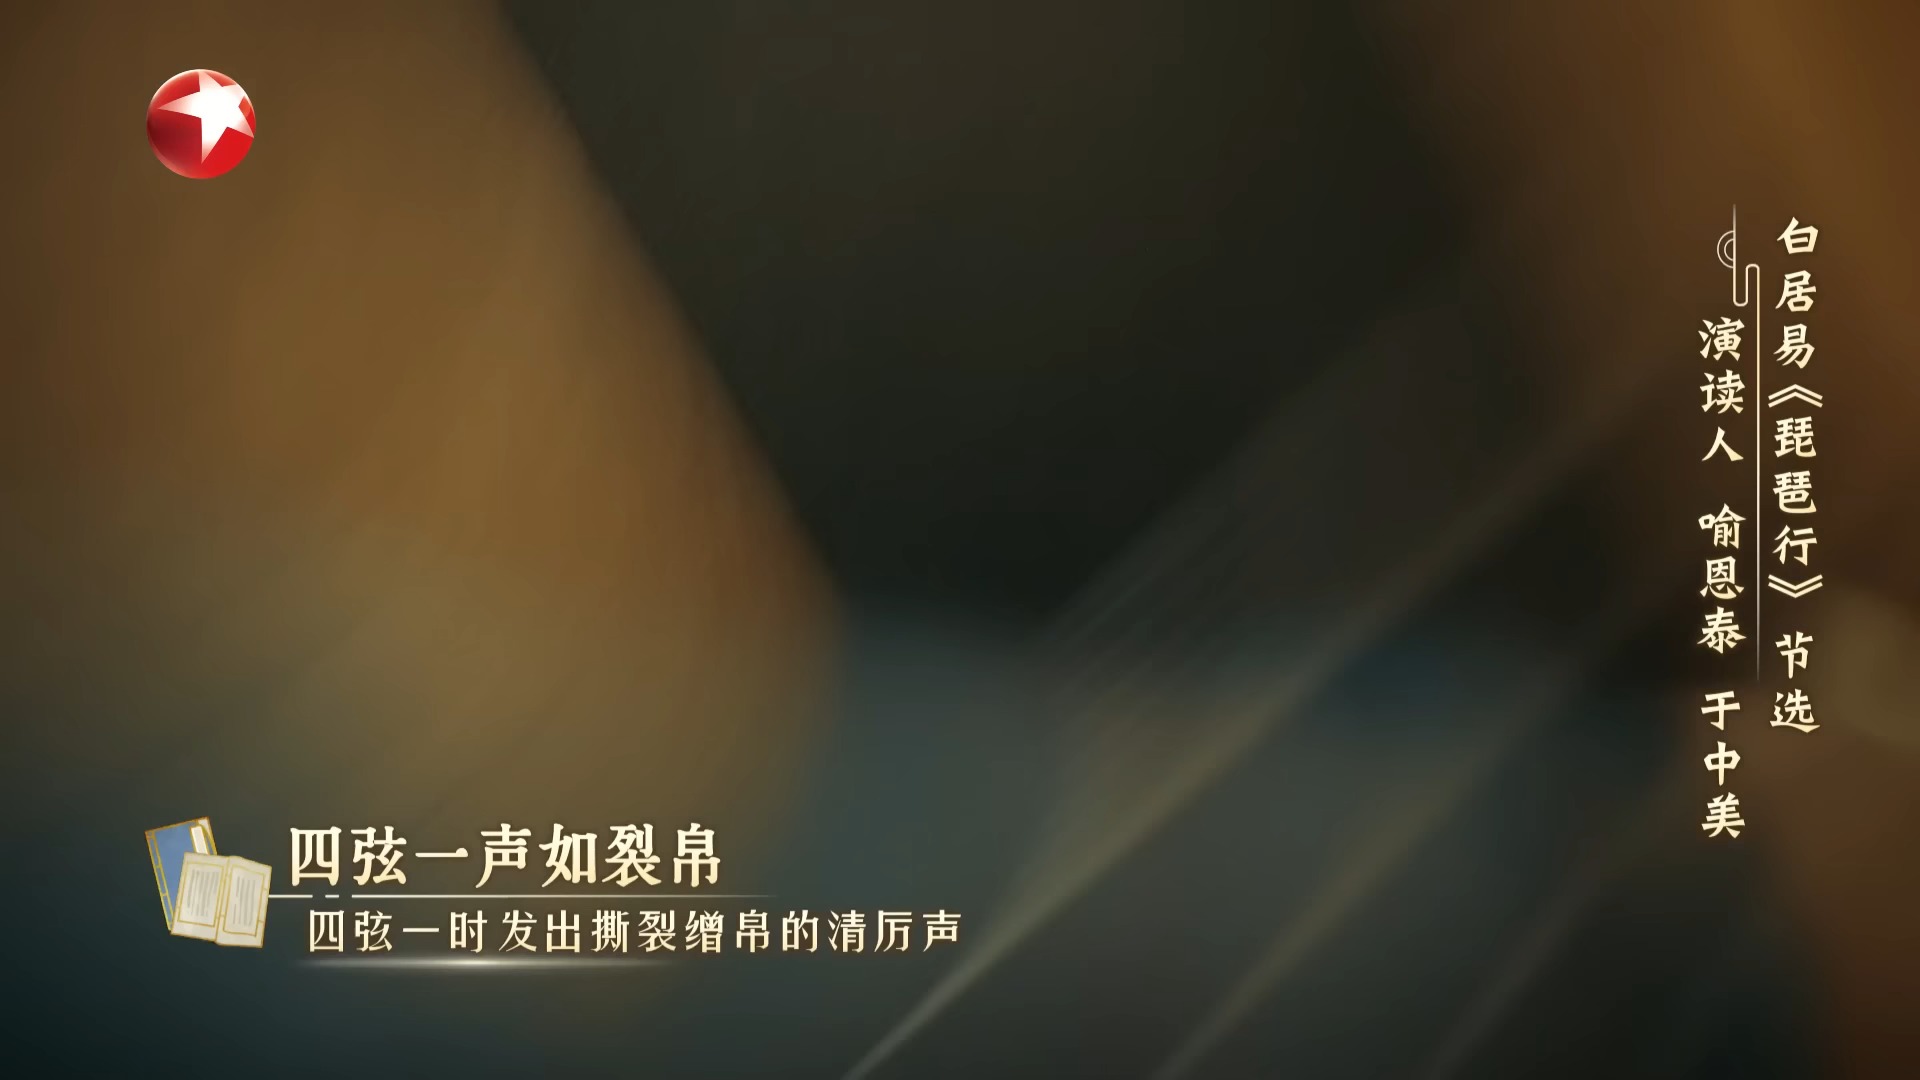 白居易《琵琶行》 节选
演读人 喻恩泰 于中美
四弦一声如裂帛
四弦一时发出撕裂缯帛的清厉声